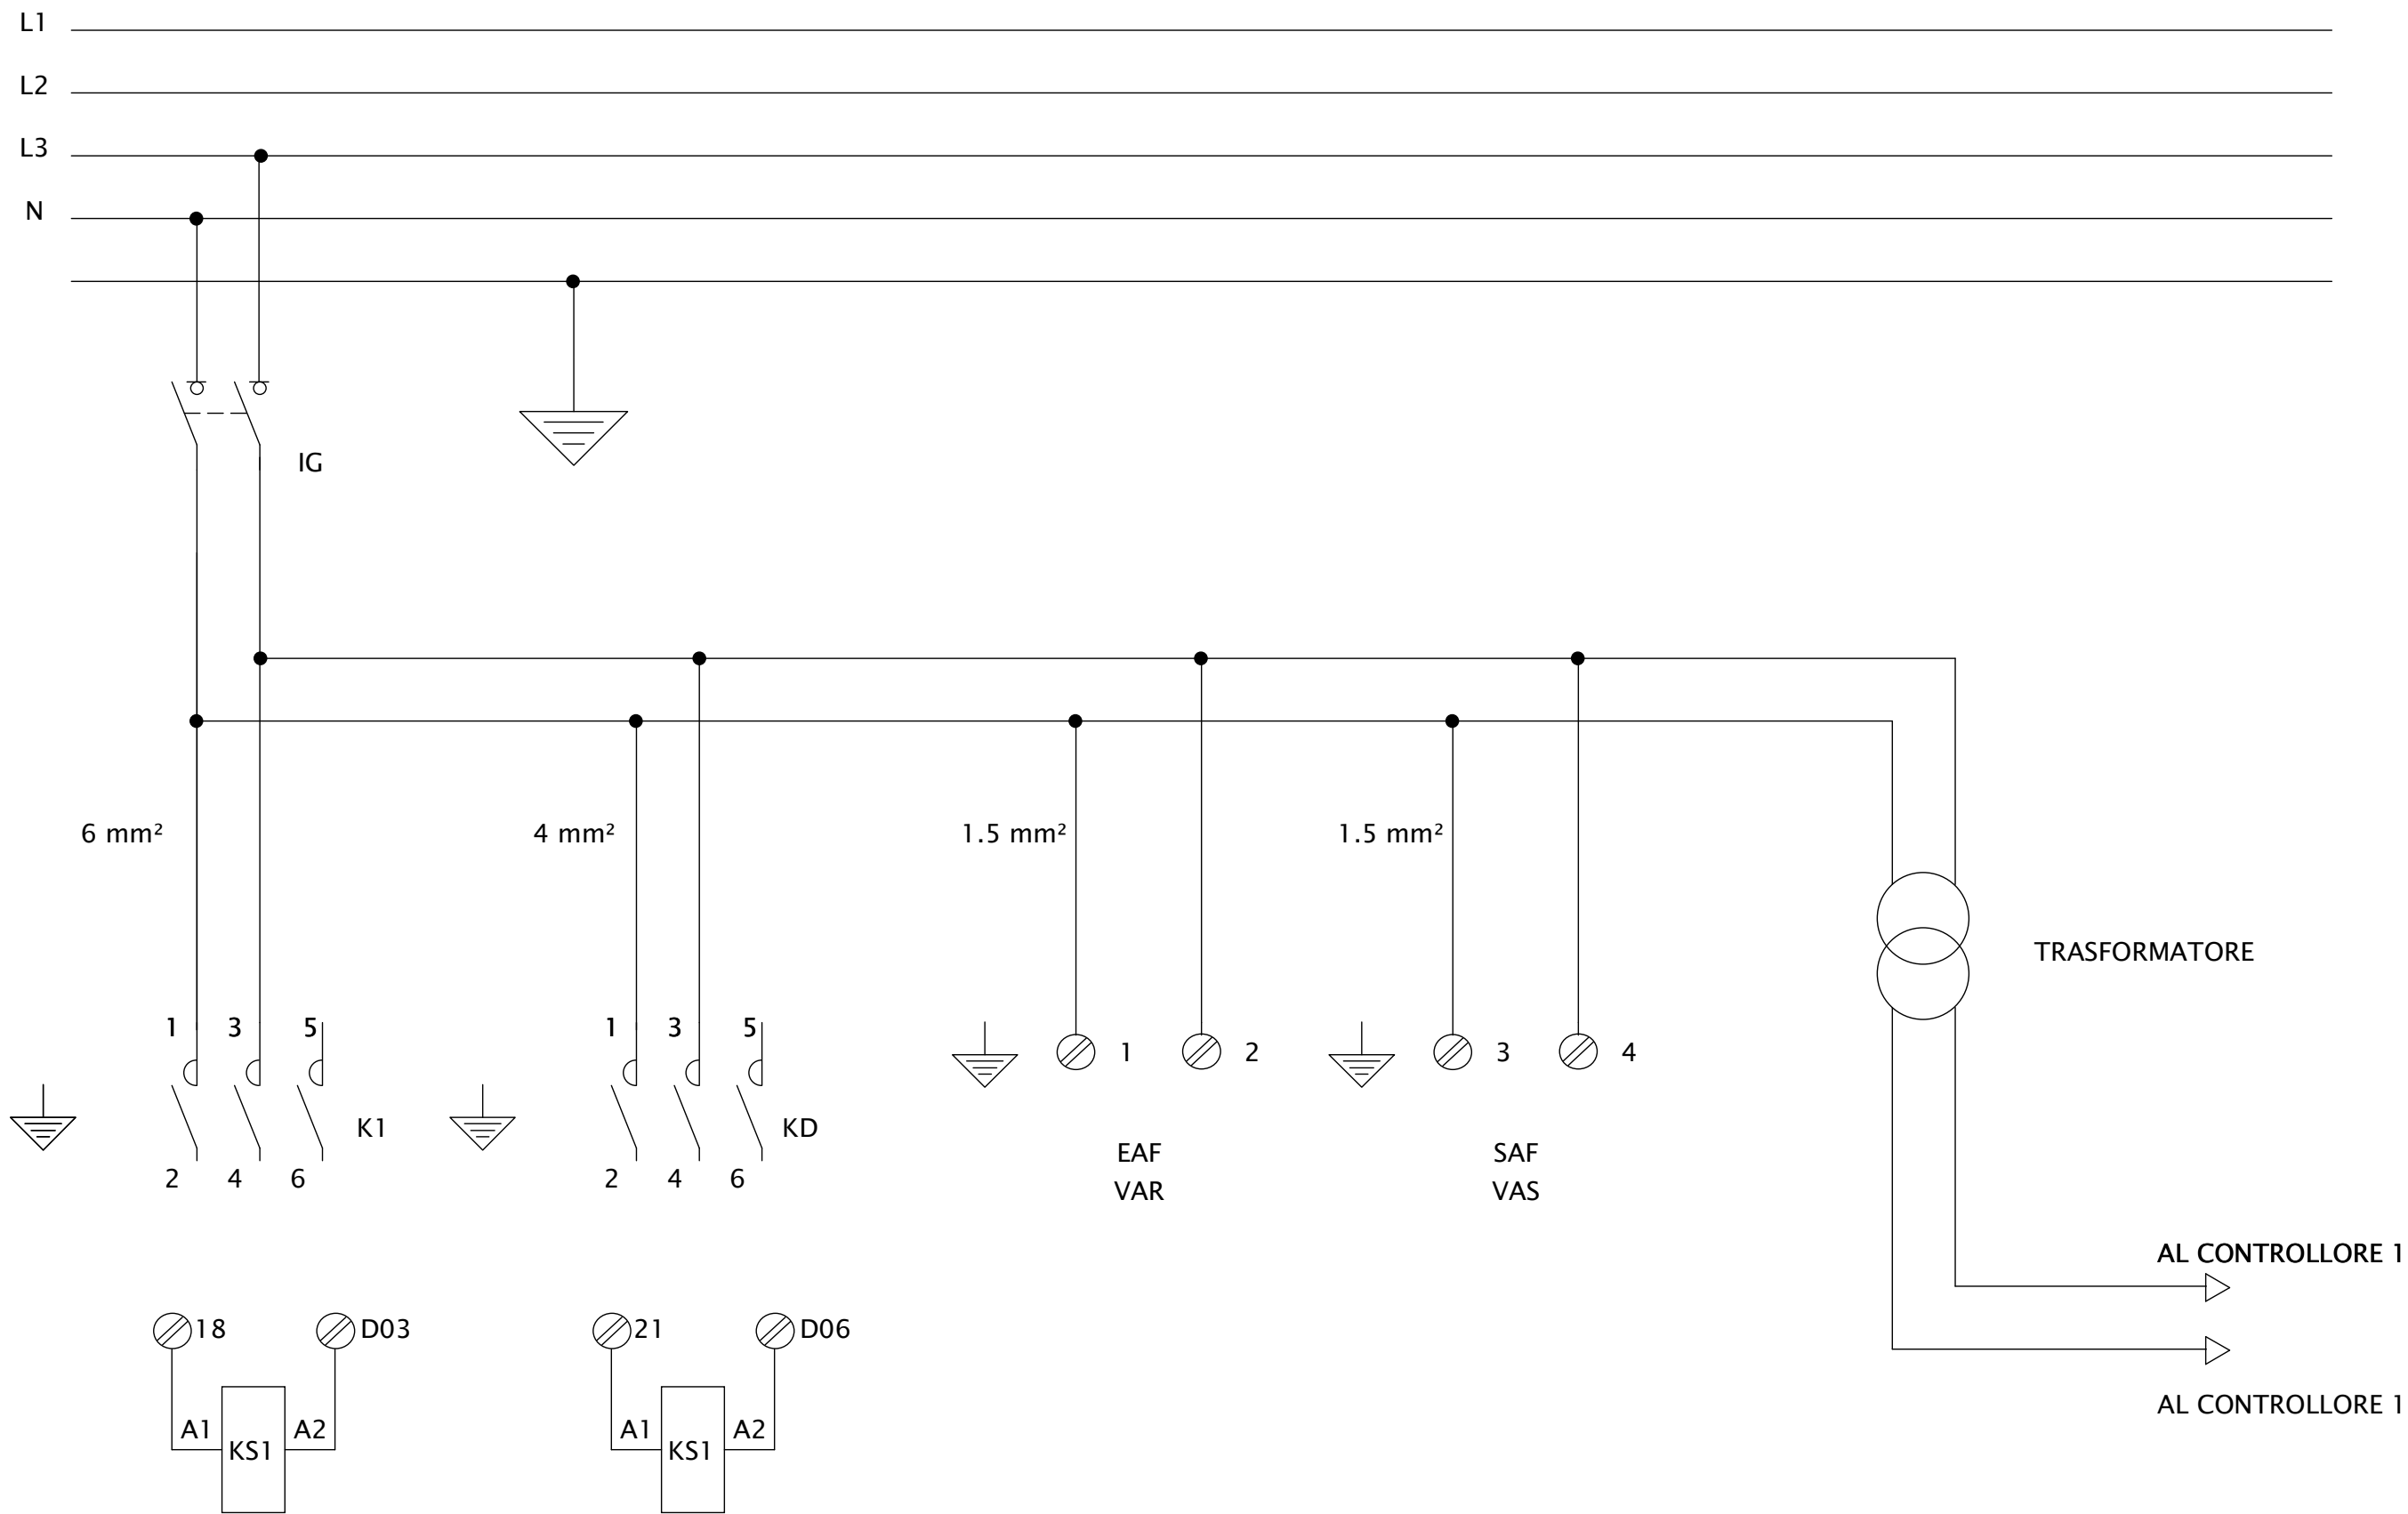 L1
L2
L3
N
IG
6 mm²
4 mm²
1.5 mm²
1.5 mm²
TRASFORMATORE
1 3 5
1 3 5
1 2
3 4
K1
KD
2 4 6
2 4 6
EAF
VAR
SAF
VAS
AL CONTROLLORE 1
AL CONTROLLORE 1
18 D03
21 D06
A1 KS1 A2
A1 KS1 A2